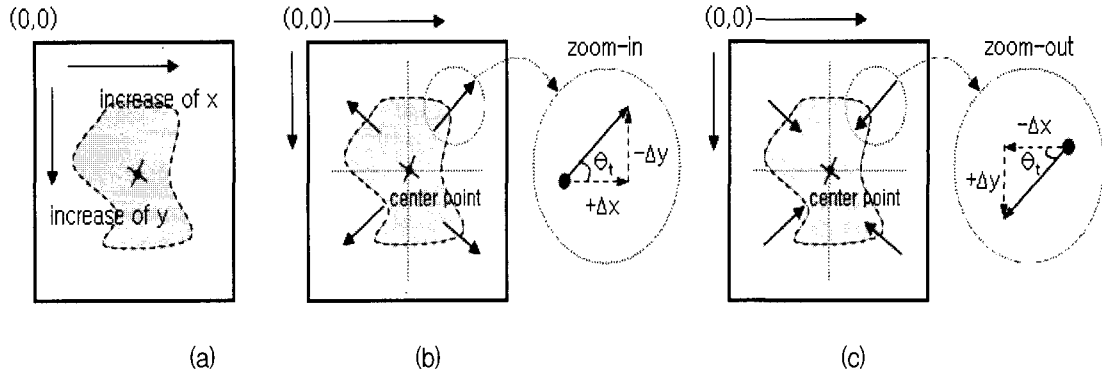 (0,0)
increase of x
increase of y
(a)
(0,0)
center point
zoom-in
θt
-Δy
+Δx
(b)
(0,0)
center point
zoom-out
-Δx
θt
+Δy
(c)